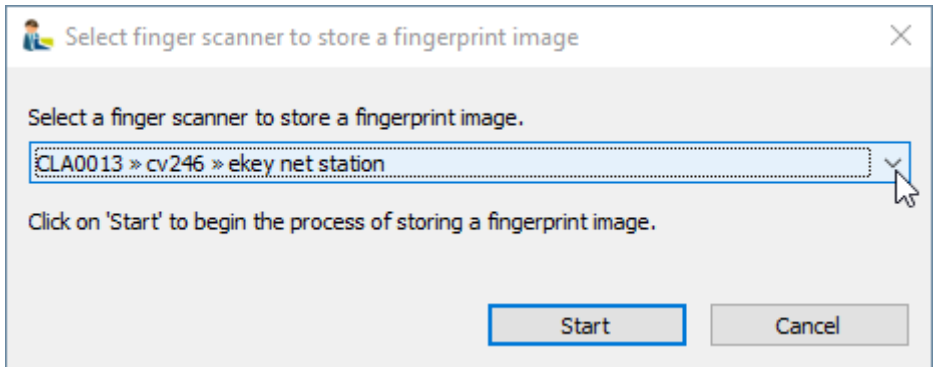 Select finger scanner to store a fingerprint image
Select a finger scanner to store a fingerprint image.
CLA0013 » cv246 » ekey net station
Click on 'Start' to begin the process of storing a fingerprint image.
Start Cancel